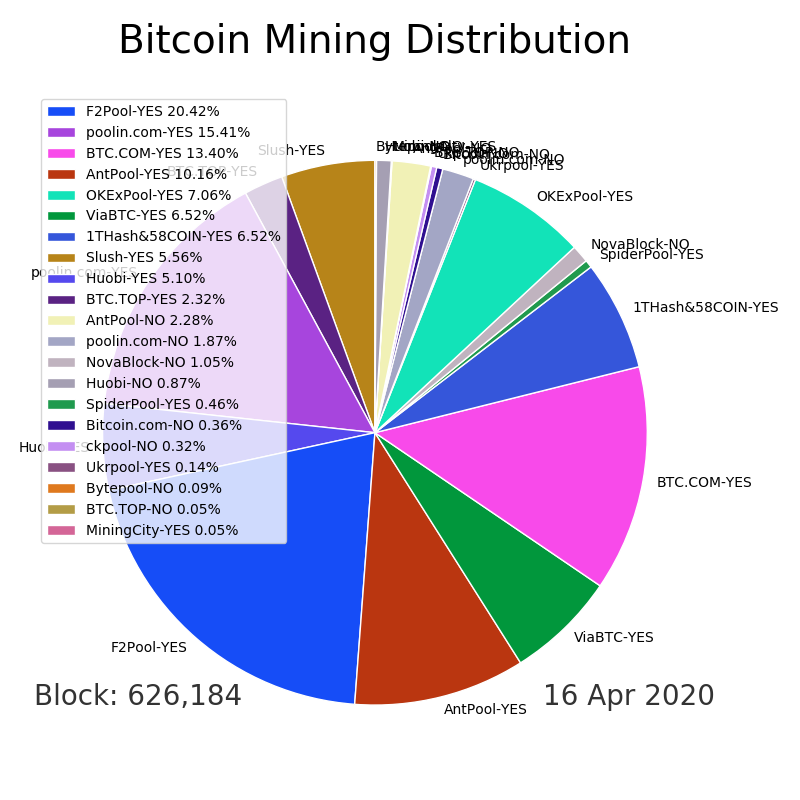 Bitcoin Mining Distribution
F2Pool-YES 20.42%
poolin.com-YES 15.41%
BTC.COM-YES 13.40%
AntPool-YES 10.16%
OKExPool-YES 7.06%
ViaBTC-YES 6.52%
1THash&58COIN-YES 6.52%
Slush-YES 5.56%
Huobi-YES 5.10%
BTC.TOP-YES 2.32%
AntPool-NO 2.28%
poolin.com-NO 1.87%
NovaBlock-NO 1.05%
Huobi-NO 0.87%
SpiderPool-YES 0.46%
Bitcoin.com-NO 0.36%
ckpool-NO 0.32%
Ukrpool-YES 0.14%
Bytepool-NO 0.09%
BTC.TOP-NO 0.05%
MiningCity-YES 0.05%
Slush-YES
BTC.TOP-YES
poolin.com-YES
F2Pool-YES
AntPool-YES
ViaBTC-YES
BTC.COM-YES
1THash&58COIN-YES
SpiderPool-YES
NovaBlock-NO
OKExPool-YES
Ukrpool-YES
poolin.com-NO
Block: 626,184
16 Apr 2020